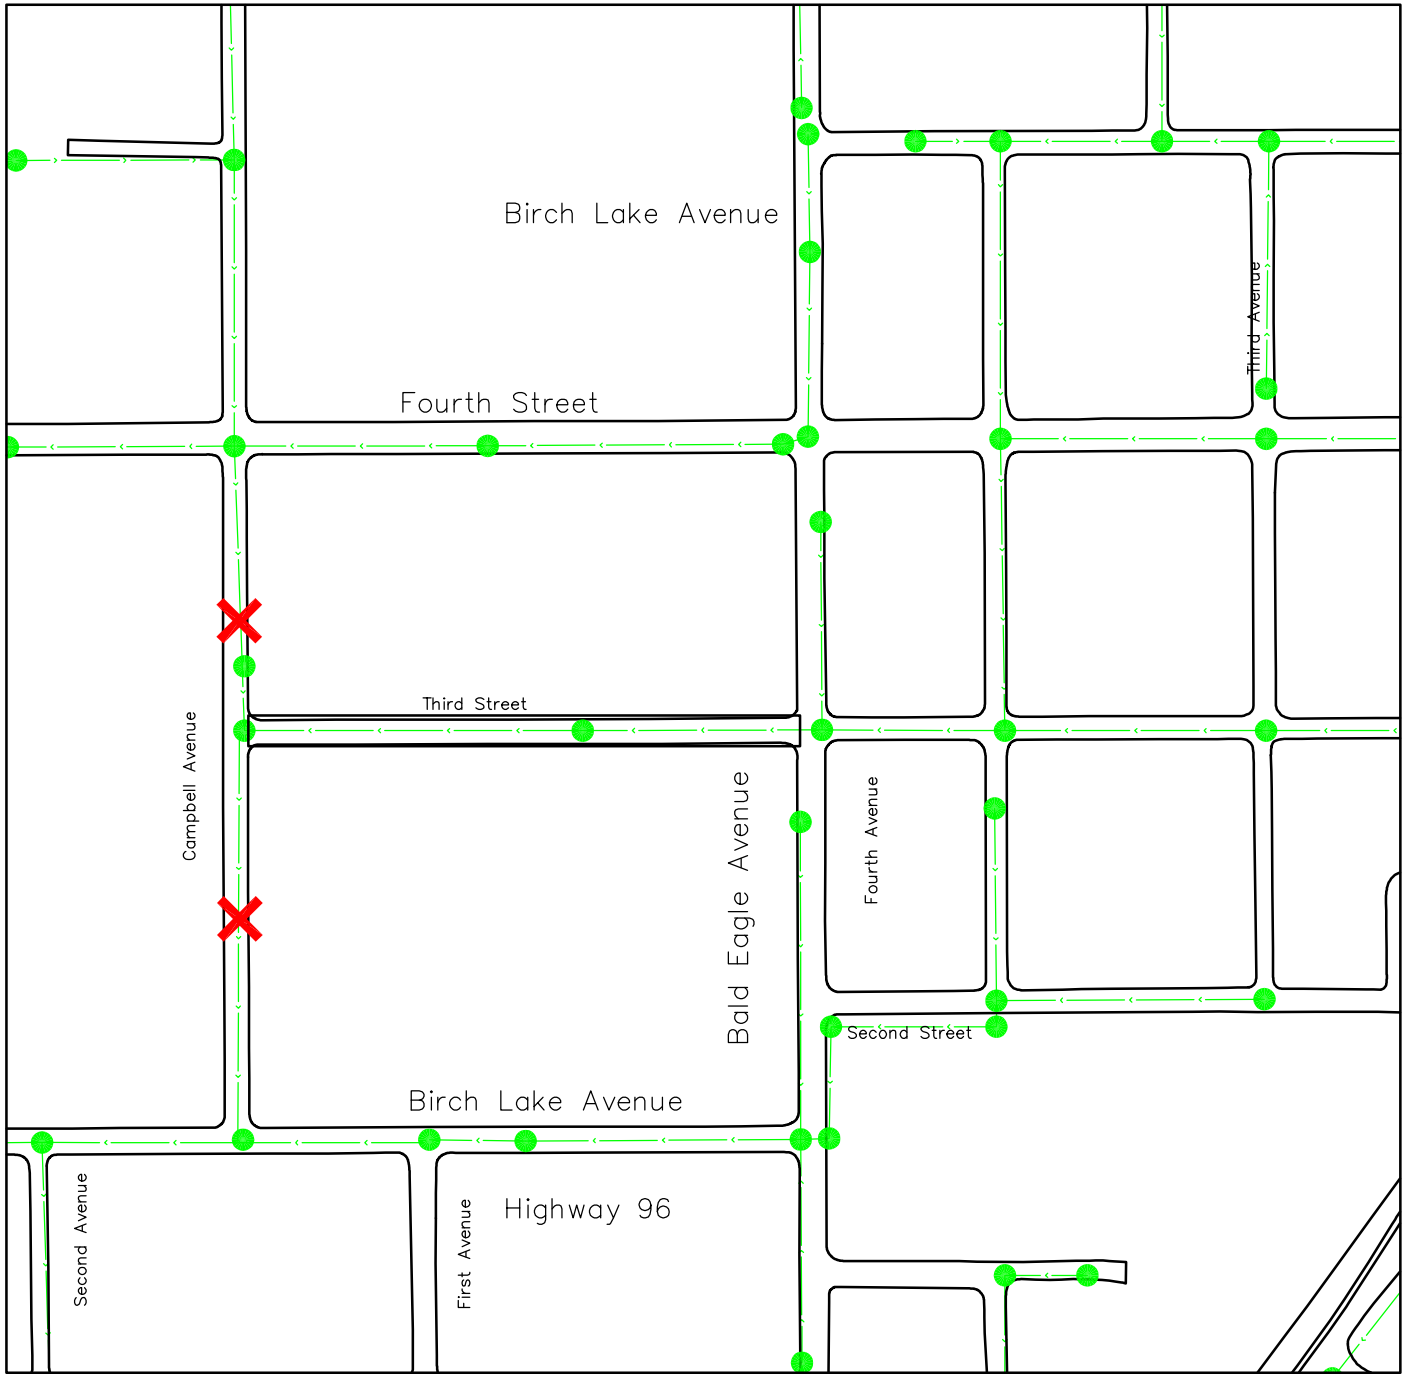 Birch Lake Avenue
Third Avenue
Fourth Street
Third Street
Campbell Avenue
Bald Eagle Avenue
Fourth Avenue
Second Street
Birch Lake Avenue
Second Avenue
First Avenue
Highway 96